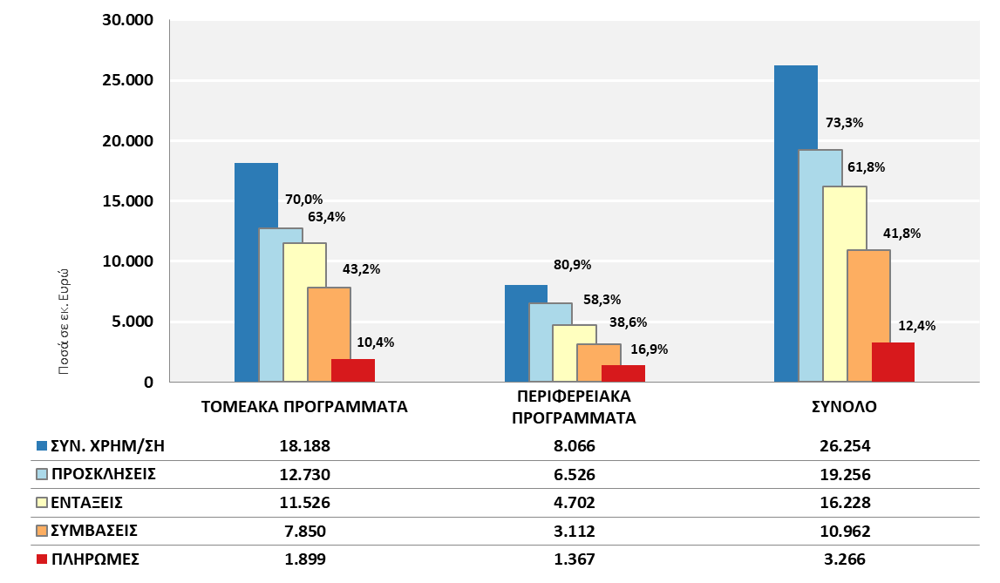 30.000
25.000
20.000
15.000
10.000
5.000
0
Ποσά σε εκ. Ευρώ
70,0%
63,4%
43,2%
10,4%
80,9%
58,3%
38,6%
16,9%
73,3%
61,8%
41,8%
12,4%
ΤΟΜΕΑΚΑ ΠΡΟΓΡΑΜΜΑΤΑ
ΠΕΡΙΦΕΡΕΙΑΚΑ
ΠΡΟΓΡΑΜΜΑΤΑ
ΣΥΝΟΛΟ
ΣΥΝ. ΧΡΗΜ/ΣΗ 18.188 8.066 26.254
ΠΡΟΣΚΛΗΣΕΙΣ 12.730 6.526 19.256
ΕΝΤΑΞΕΙΣ 11.526 4.702 16.228
ΣΥΜΒΑΣΕΙΣ 7.850 3.112 10.962
ΠΛΗΡΩΜΕΣ 1.899 1.367 3.266